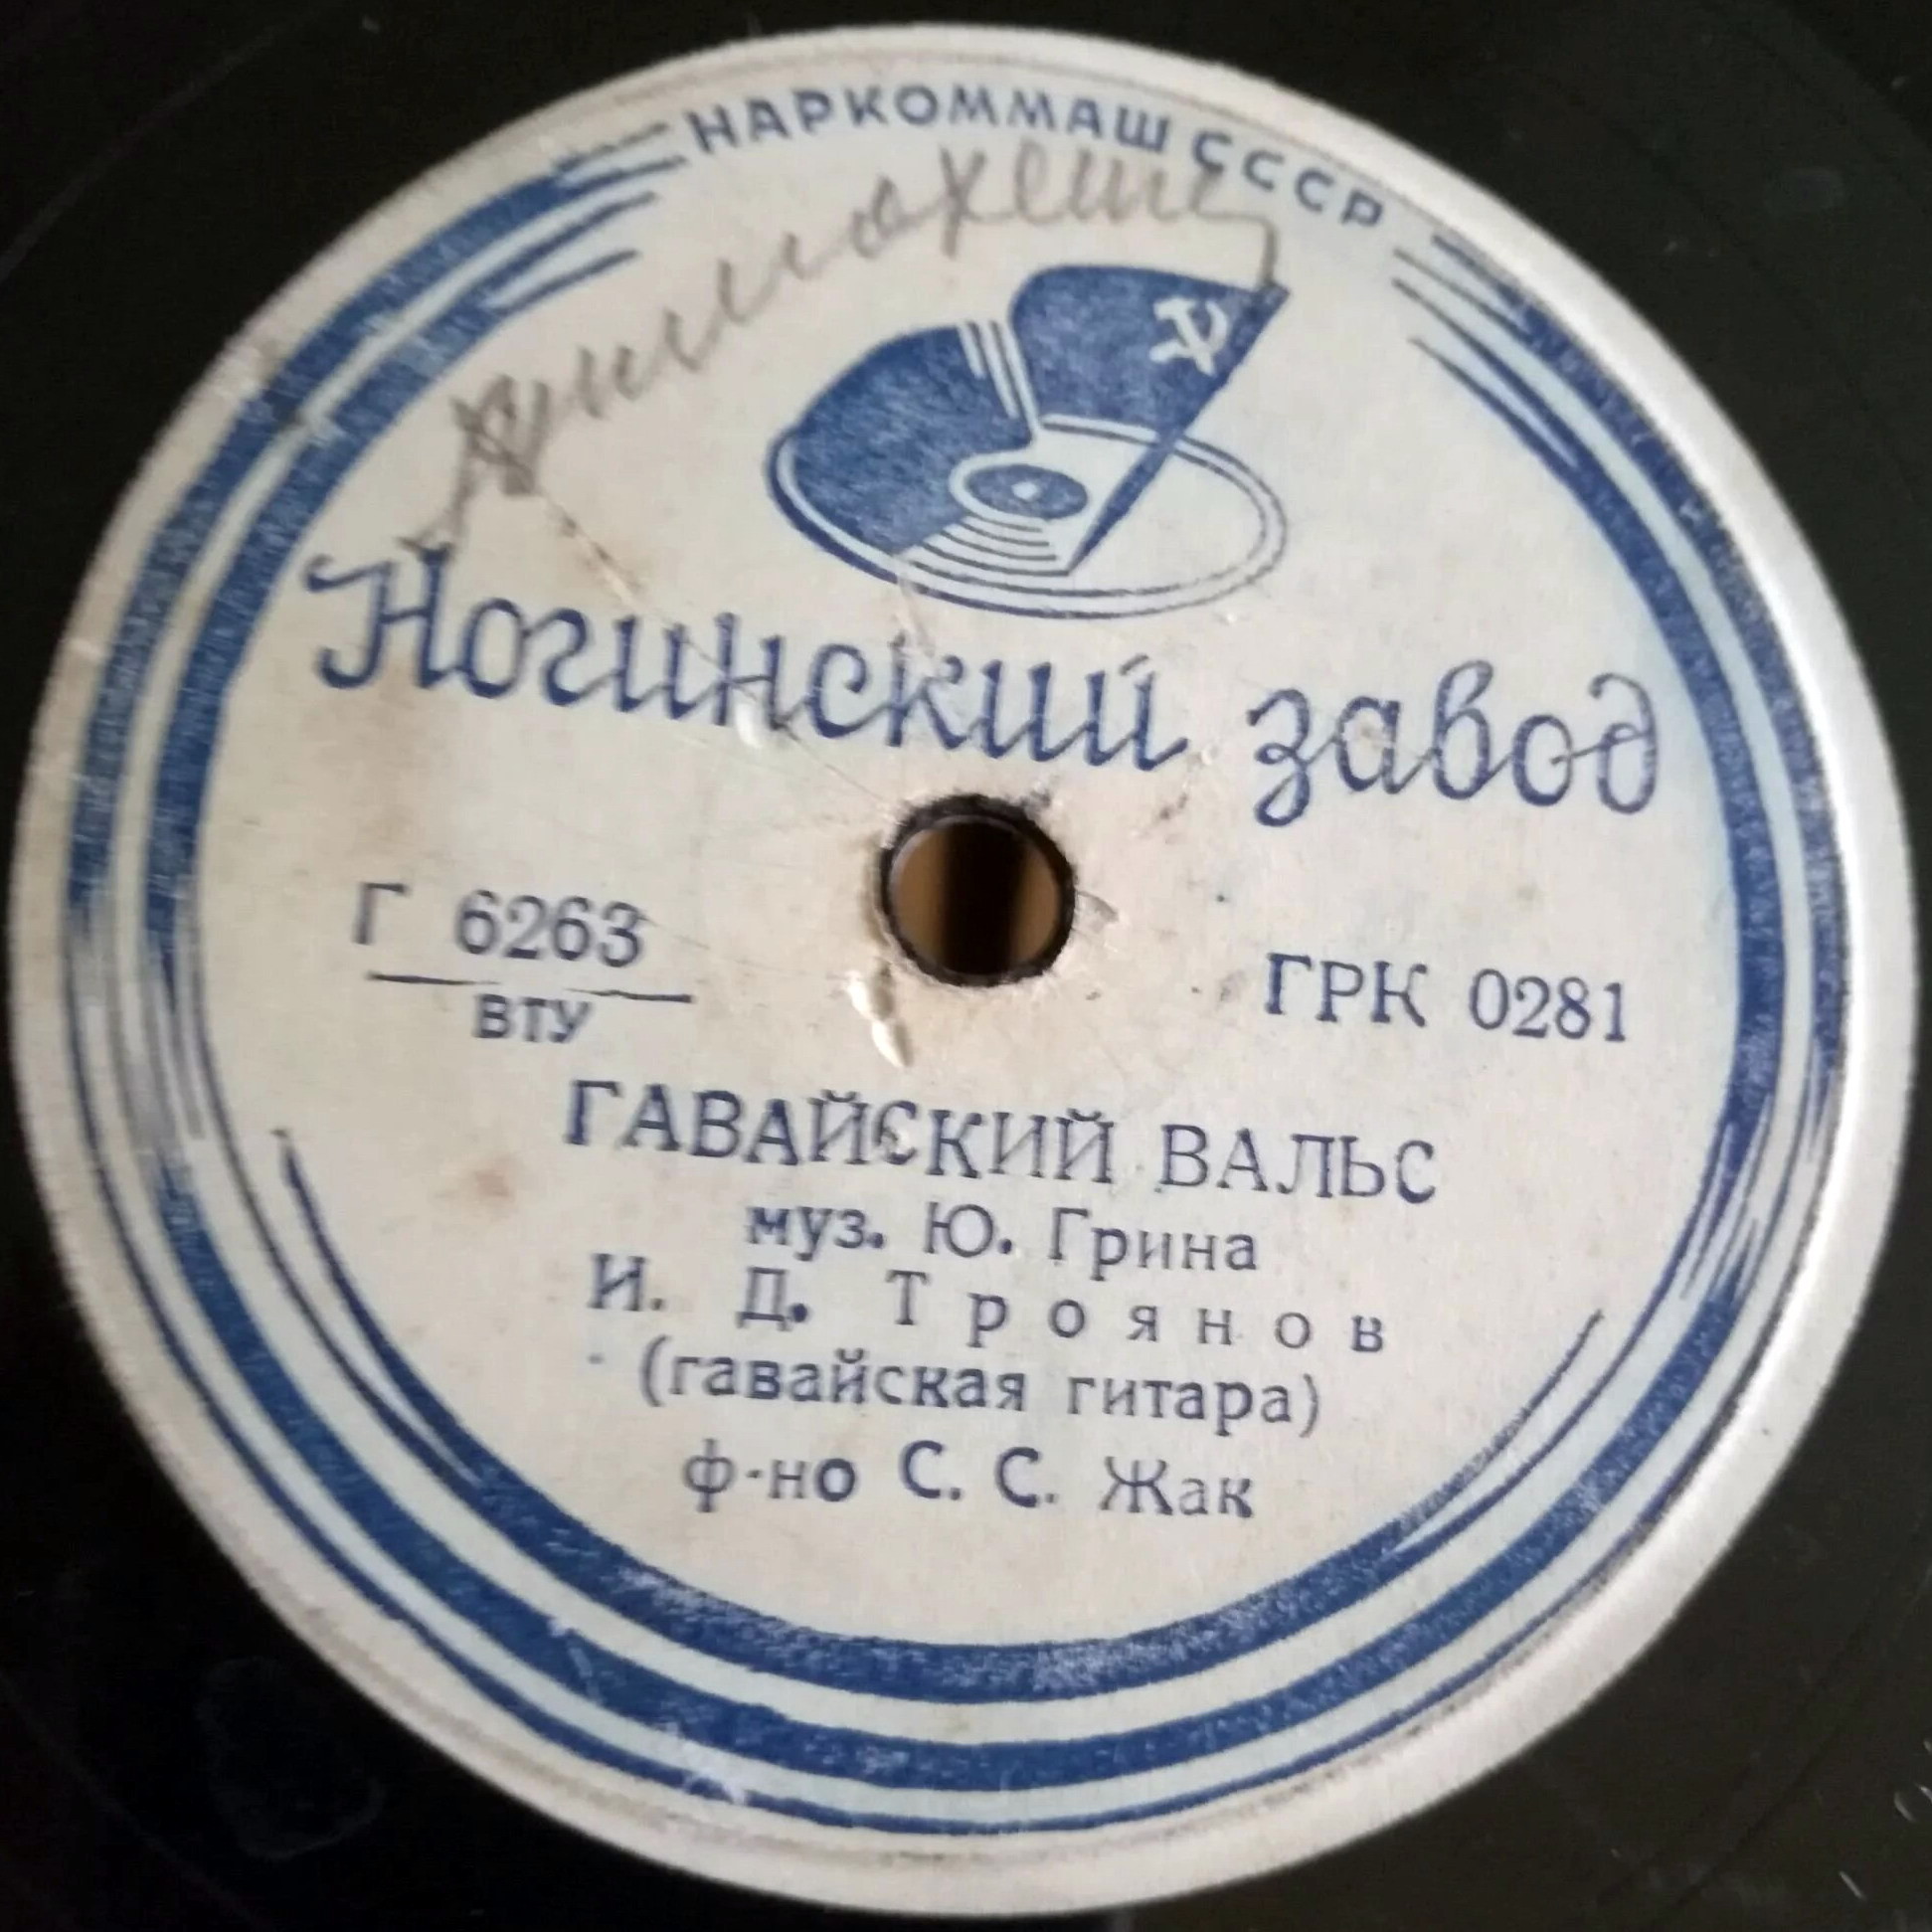 НАРКОММАШ СССР
Ногинский завод
Г 6263
ВТУ
ГРК 0281
ГАВАЙСКИЙ ВАЛЬС
муз. Ю. Грина
И. Д. Троянов
(гавайская гитара)
ф-но С. С. Жак